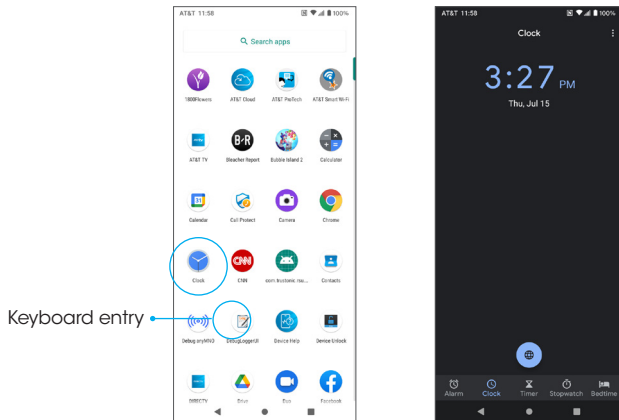 AT&T 11:58
100%
Search apps
1800Flowers
AT&T Cloud
AT&T ProTech
AT&T Smart Wi-Fi
AT&T TV
Bleacher Report
Bubble Island 2
Calculator
Calendar
Call Protect
Camera
Chrome
Clock
CNN
com.trustonic.tee...
Contacts
Keyboard entry
Debug anyMNO
DebugLoggerUI
Device Help
Device Unlock
DIRECTV
Drive
Duo
Facebook
AT&T 11:58
100%
Clock
3:27 PM
Thu, Jul 15
Alarm
Clock
Timer
Stopwatch
Bedtime